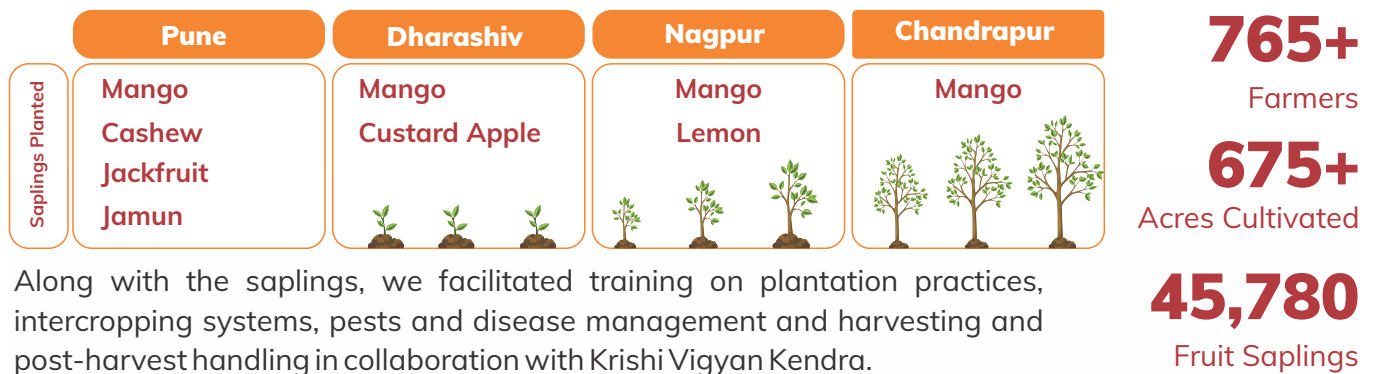 Pune
Dharashiv
Nagpur
Chandrapur
Saplings Planted
Mango
Cashew
Jackfruit
Jamun
Mango
Custard Apple
Mango
Lemon
Mango
765+
Farmers
675+
Acres Cultivated
45,780
Fruit Saplings
Along with the saplings, we facilitated training on plantation practices,
intercropping systems, pests and disease management and harvesting and
post-harvest handling in collaboration with Krishi Vigyan Kendra.